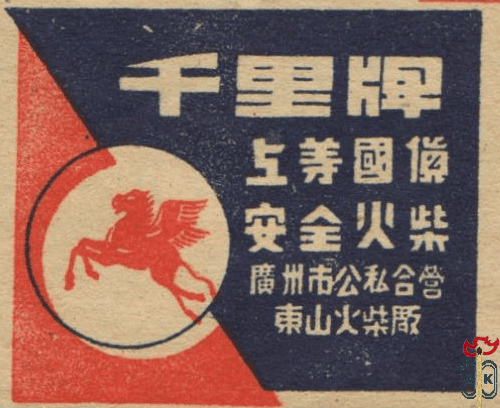 千里牌
上等國貨
安全火柴
廣州市公私合營
東山火柴厰
K